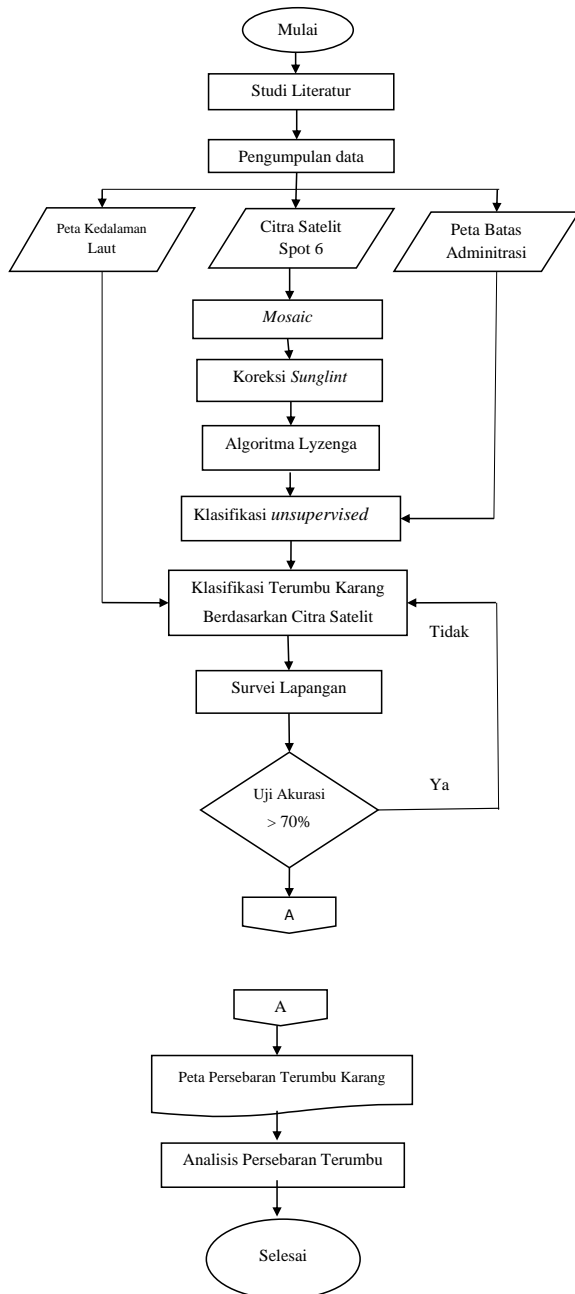 Mulai
Studi Literatur
Pengumpulan data
Peta Kedalaman
Laut
Citra Satelit
Spot 6
Peta Batas
Adminitrasi
Mosaic
Koreksi Sunglint
Algoritma Lyzenga
Klasifikasi unsupervised
Klasifikasi Terumbu Karang
Berdasarkan Citra Satelit
Tidak
Survei Lapangan
Uji Akurasi
> 70%
Ya
A
A
Peta Persebaran Terumbu Karang
Analisis Persebaran Terumbu
Selesai